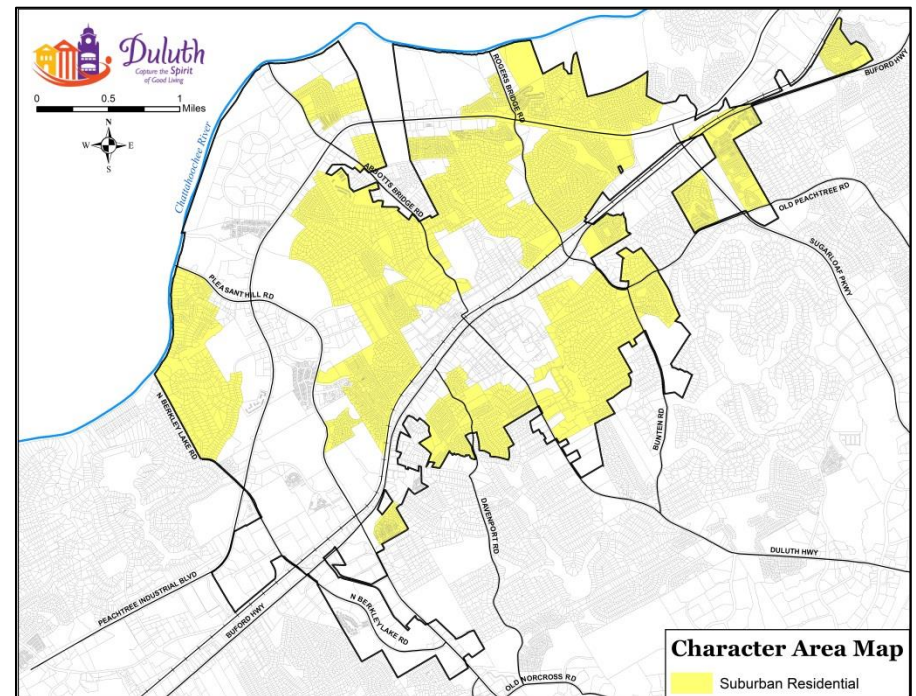 Duluth
Capture the Spirit
of Good Living
0 0.5 1
Miles
N
W E
S
Chattahoochee River
ROGERS BRIDGE RD
BUFORD HWY
ABBOTTS BRIDGE RD
OLD PEACHTREE RD
SUGARLOAF PKWY
PLEASANT HILL RD
N BERKLEY LAKE RD
BUNTEN RD
DAVENPORT RD
DULUTH HWY
PEACHTREE INDUSTRIAL BLVD
BUFORD HWY
N BERKELEY LAKE RD
OLD NORCROSS RD
Character Area Map
Suburban Residential